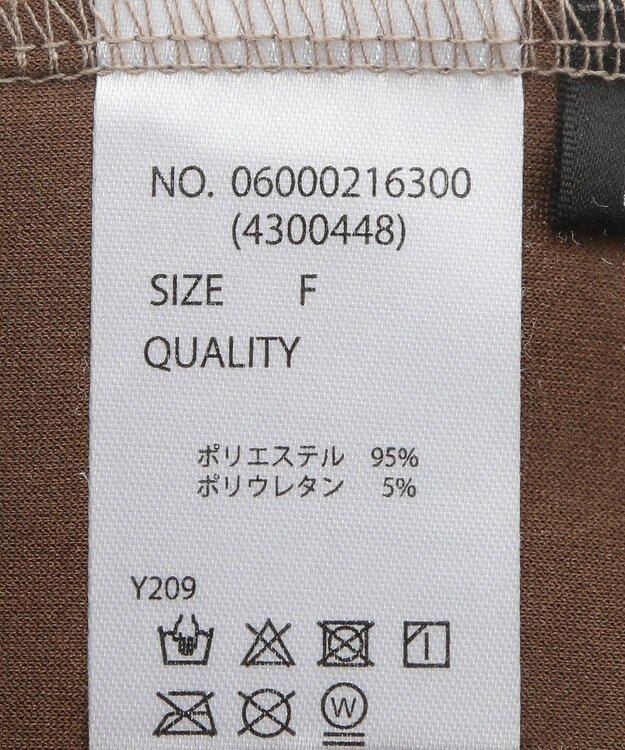 NO. 06000216300
(4300448)
SIZE F
QUALITY
ポリエステル 95%
ポリウレタン 5%
Y209
W